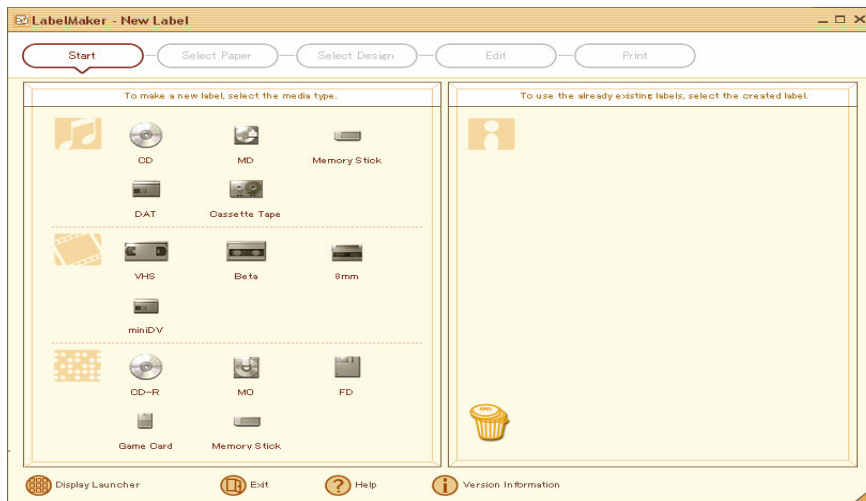 LabelMaker - New Label
Start Select Paper Select Design Edit Print
To make a new label, select the media type.
CD MD Memory Stick
DAT Cassette Tape
VHS Beta 8mm
miniDV
CD-R MO FD
Game Card Memory Stick
To use the already existing labels, select the created label.
Display Launcher Exit Help Version Information